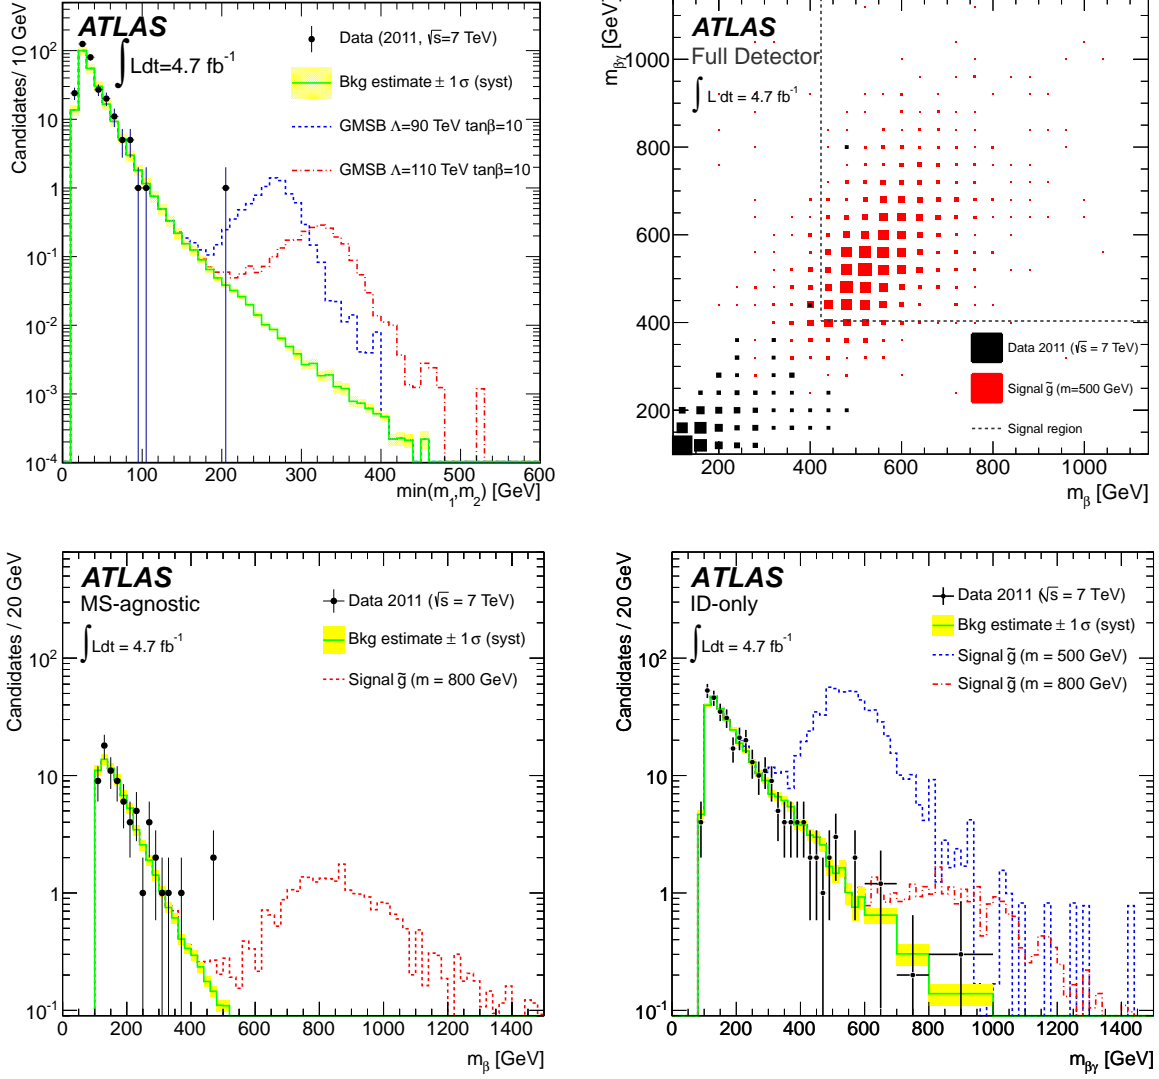 ATLAS
∫ Ldt=4.7 fb⁻¹
Data (2011, √s=7 TeV)
Bkg estimate ± 1σ (syst)
GMSB Λ=90 TeV tanβ=10
GMSB Λ=110 TeV tanβ=10
Candidates/ 10 GeV
10²
10
1
10⁻¹
10⁻²
10⁻³
10⁻⁴
0 100 200 300 400 500 600
min(m₁,m₂) [GeV]
ATLAS
Full Detector
∫ L dt = 4.7 fb⁻¹
m_βγ [GeV]
1000
800
600
400
200
Data 2011 (√s = 7 TeV)
Signal g̃ (m=500 GeV)
Signal region
200 400 600 800 1000
m_β [GeV]
ATLAS
MS-agnostic
∫ Ldt = 4.7 fb⁻¹
Data 2011 (√s = 7 TeV)
Bkg estimate ± 1σ (syst)
Signal g̃ (m = 800 GeV)
Candidates / 20 GeV
10²
10
1
10⁻¹
0 200 400 600 800 1000 1200 1400
m_β [GeV]
ATLAS
ID-only
∫ Ldt = 4.7 fb⁻¹
Data 2011 (√s = 7 TeV)
Bkg estimate ± 1σ (syst)
Signal g̃ (m = 500 GeV)
Signal g̃ (m = 800 GeV)
Candidates / 20 GeV
10²
10
1
10⁻¹
0 200 400 600 800 1000 1200 1400
m_βγ [GeV]